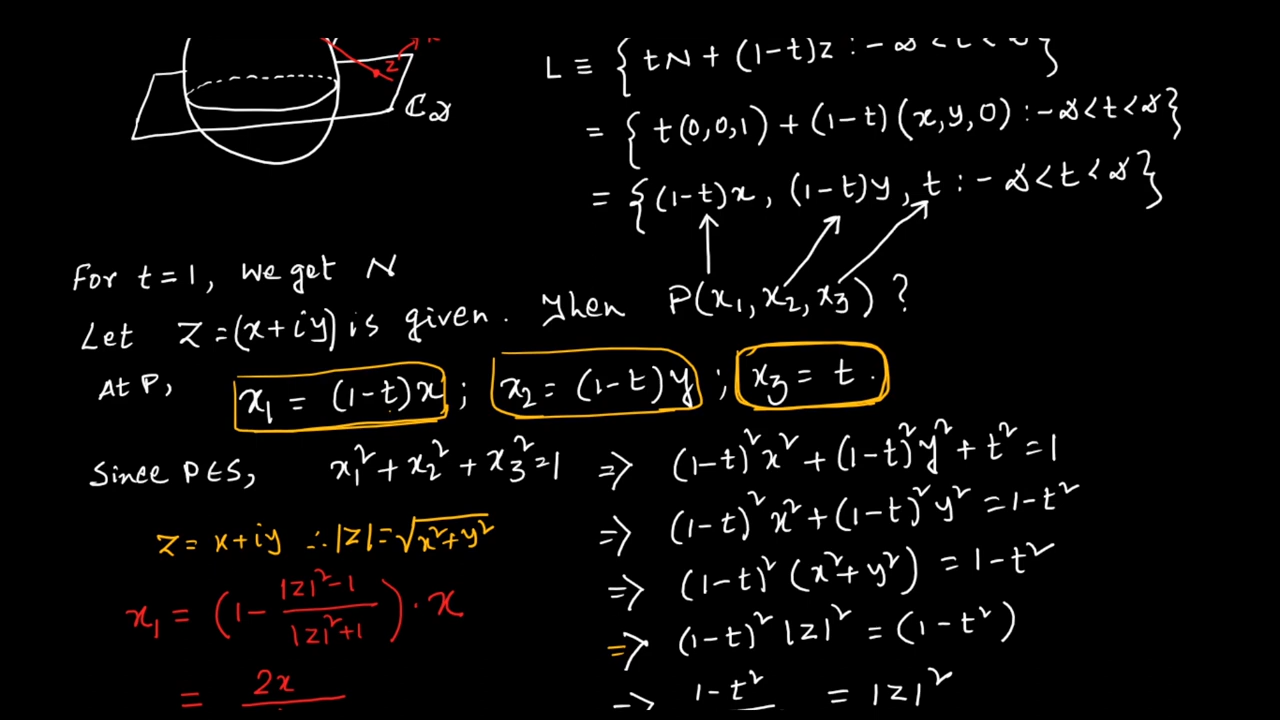 L ≡ { tN + (1-t)z : -∞ < t < ∞ }
z
ℂ∞
= { t(0,0,1) + (1-t)(x,y,0) : -∞ < t < ∞ }
= { (1-t)x, (1-t)y, t : -∞ < t < ∞ }
For t = 1, we get N
Let z = (x+iy) is given. Then P(x₁, x₂, x₃) ?
At P, x₁ = (1-t)x ; x₂ = (1-t)y ; x₃ = t.
Since P∈S, x₁² + x₂² + x₃² = 1 => (1-t)²x² + (1-t)²y² + t² = 1
=> (1-t)²x² + (1-t)²y² = 1-t²
z = x+iy ∴ |z| = √(x²+y²)
=> (1-t)²(x²+y²) = 1-t²
x₁ = (1 - (|z|²-1)/(|z|²+1)) · x
=> (1-t)²|z|² = (1-t²)
= 2x
=> 1-t² = |z|²